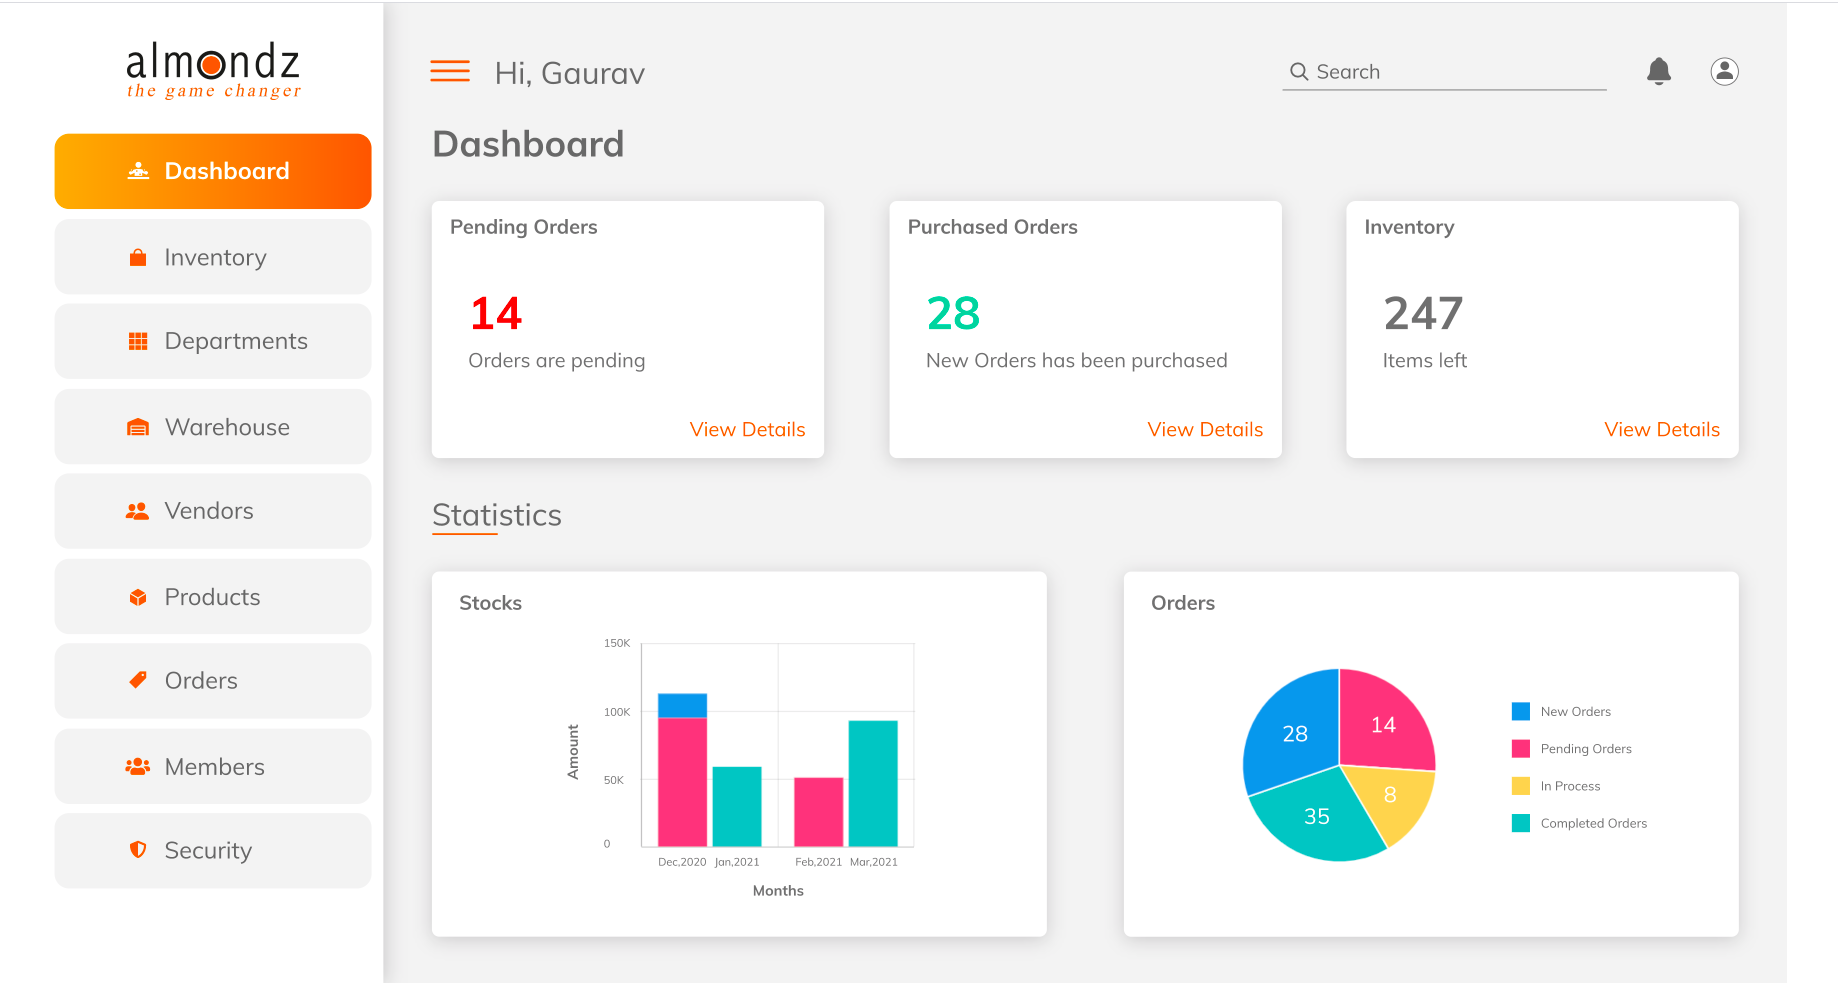 almondz
the game changer
Dashboard
Inventory
Departments
Warehouse
Vendors
Products
Orders
Members
Security
Hi, Gaurav
Search
Dashboard
Pending Orders
14
Orders are pending
View Details
Purchased Orders
28
New Orders has been purchased
View Details
Inventory
247
Items left
View Details
Statistics
Stocks
150K
100K
50K
0
Amount
Dec,2020 Jan,2021 Feb,2021 Mar,2021
Months
Orders
28
14
8
35
New Orders
Pending Orders
In Process
Completed Orders